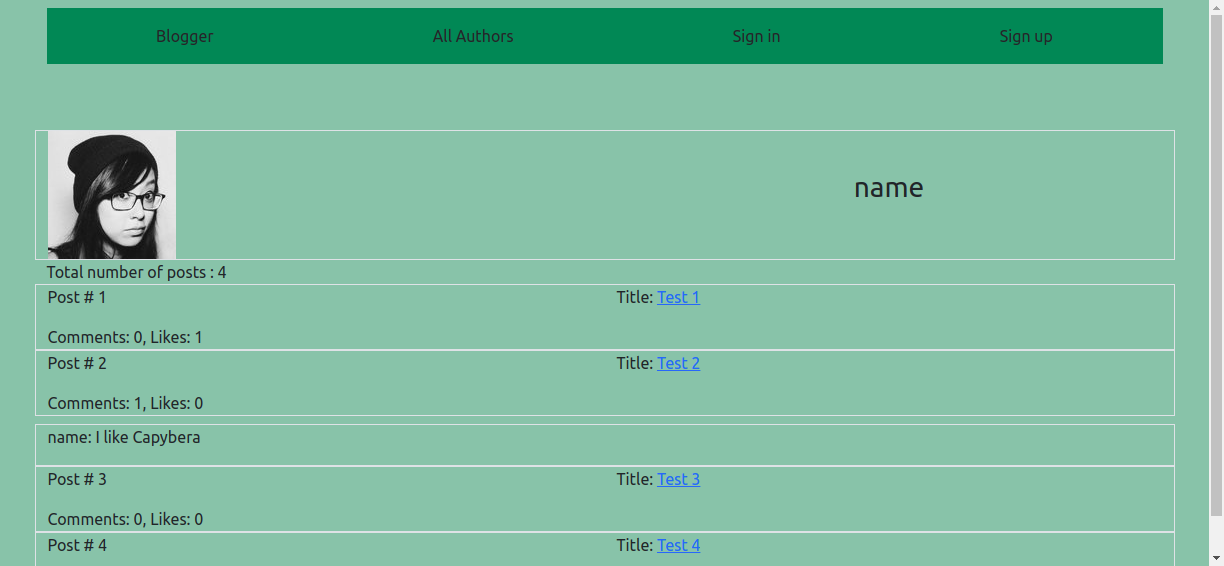 Blogger All Authors Sign in Sign up
name
Total number of posts : 4
Post # 1 Title: Test 1
Comments: 0, Likes: 1
Post # 2 Title: Test 2
Comments: 1, Likes: 0
name: I like Capybera
Post # 3 Title: Test 3
Comments: 0, Likes: 0
Post # 4 Title: Test 4